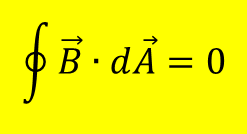 ∮ B⃗ · dA⃗ = 0